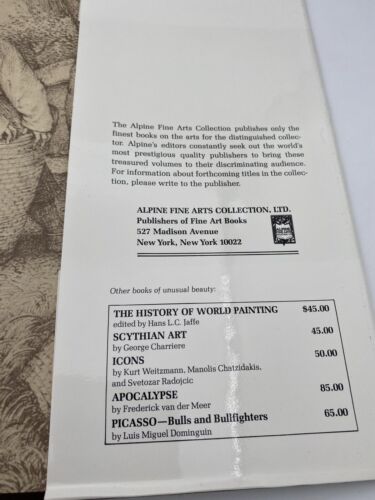 The Alpine Fine Arts Collection publishes only the
finest books on the arts for the distinguished collec-
tor. Alpine's editors constantly seek out the world's
most prestigious quality publishers to bring these
treasured volumes to their discriminating audience.
For information about forthcoming titles in the collec-
tion, please write to the publisher.
ALPINE FINE ARTS COLLECTION, LTD.
Publishers of Fine Art Books
527 Madison Avenue
New York, New York 10022
Other books of unusual beauty:
THE HISTORY OF WORLD PAINTING $45.00
edited by Hans L.C. Jaffe
SCYTHIAN ART 45.00
by George Charriere
ICONS 50.00
by Kurt Weitzmann, Manolis Chatzidakis,
and Svetozar Radojcic
APOCALYPSE 85.00
by Frederick van der Meer
PICASSO—Bulls and Bullfighters 65.00
by Luis Miguel Dominguin